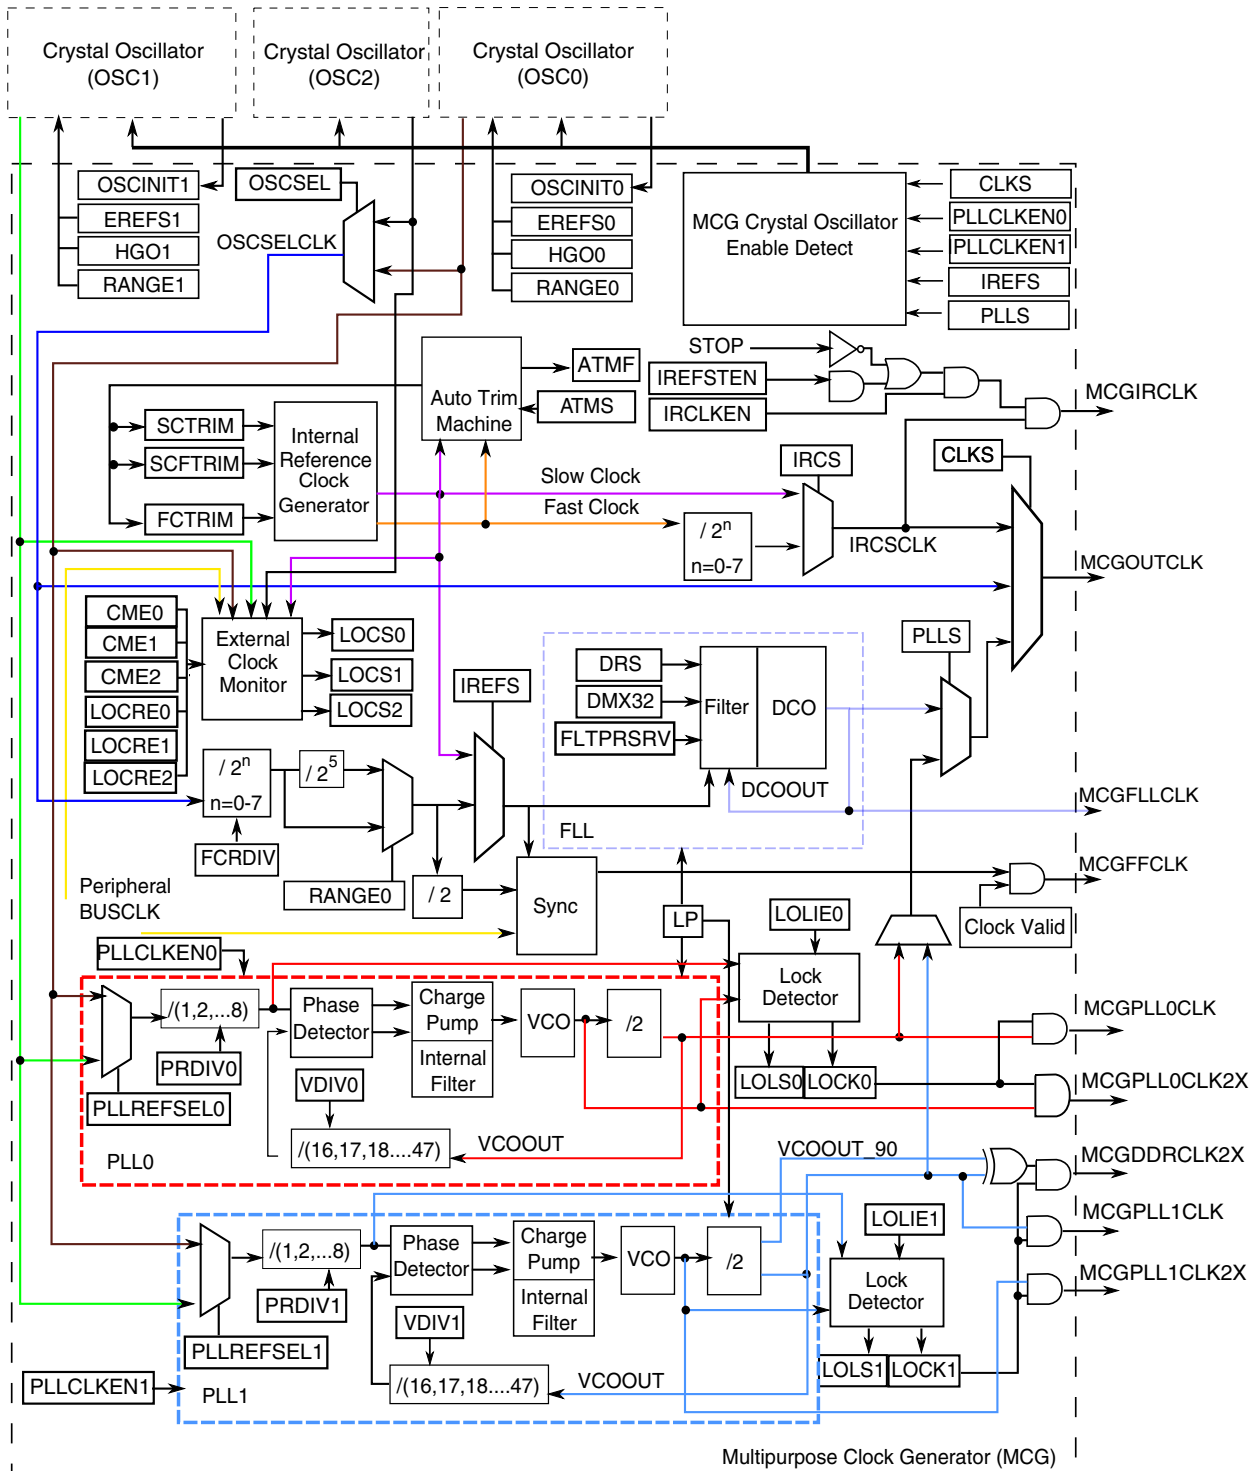 Crystal Oscillator
(OSC1)
Crystal Oscillator
(OSC2)
Crystal Oscillator
(OSC0)
OSCINIT1
EREFS1
HGO1
RANGE1
OSCSEL
OSCSELCLK
OSCINIT0
EREFS0
HGO0
RANGE0
MCG Crystal Oscillator
Enable Detect
CLKS
PLLCLKEN0
PLLCLKEN1
IREFS
PLLS
STOP
IREFSTEN
IRCLKEN
MCGIRCLK
Auto Trim
Machine
ATMF
ATMS
SCTRIM
SCFTRIM
FCTRIM
Internal
Reference
Clock
Generator
Slow Clock
Fast Clock
IRCS
/ 2n
n=0-7
IRCSCLK
CLKS
MCGOUTCLK
CME0
CME1
CME2
LOCRE0
LOCRE1
LOCRE2
External
Clock
Monitor
LOCS0
LOCS1
LOCS2
IREFS
DRS
DMX32
FLTPRSRV
Filter
DCO
DCOOUT
FLL
PLLS
MCGFLLCLK
/ 2n
n=0-7
/ 25
FCRDIV
RANGE0
/ 2
Sync
MCGFFCLK
Clock Valid
Peripheral
BUSCLK
LP
LOLIE0
PLLCLKEN0
/(1,2,...8)
Phase
Detector
Charge
Pump
Internal
Filter
VCO
/2
Lock
Detector
MCGPLL0CLK
PRDIV0
PLLREFSEL0
VDIV0
/(16,17,18....47)
VCOOUT
LOLS0
LOCK0
MCGPLL0CLK2X
PLL0
VCOOUT_90
MCGDDRCLK2X
MCGPLL1CLK
LOLIE1
MCGPLL1CLK2X
/(1,2,...8)
Phase
Detector
Charge
Pump
Internal
Filter
VCO
/2
Lock
Detector
PRDIV1
PLLREFSEL1
VDIV1
/(16,17,18....47)
VCOOUT
LOLS1
LOCK1
PLLCLKEN1
PLL1
Multipurpose Clock Generator (MCG)